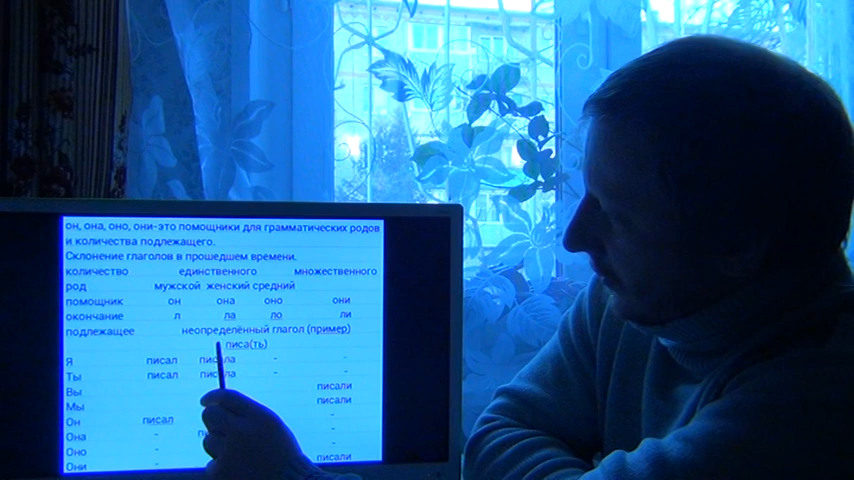 он, она, оно, они-это помощники для грамматических родов
и количества подлежащего.
Склонение глаголов в прошедшем времени.
количество единственного множественного
род мужской женский средний
помощник он она оно они
окончание л ла ло ли
подлежащее неопределённый глагол (пример)
писа(ть)
Я писал - -
Ты писал - -
Вы писали
Мы писали
Он писал -
Она - -
Оно - -
Они писали